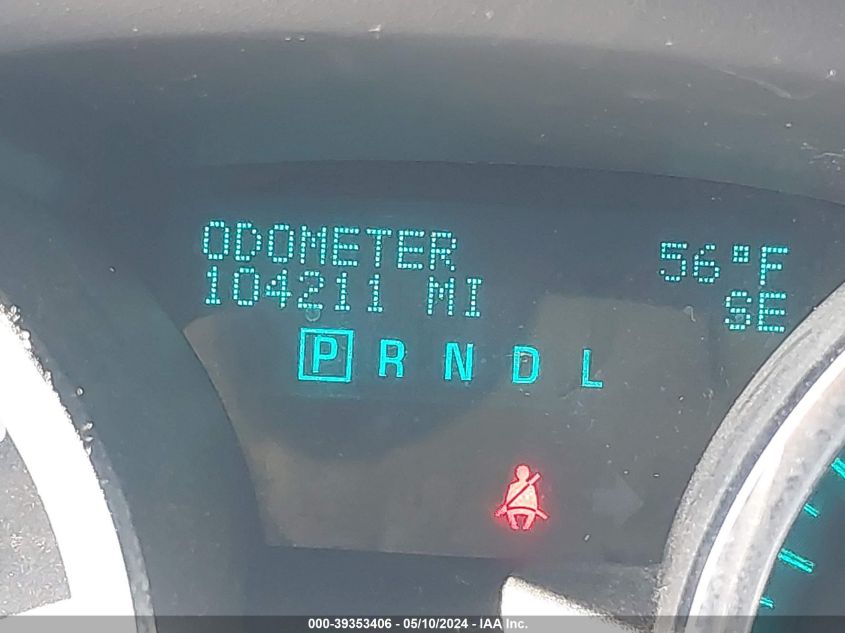 ODOMETER 56°F
104211 MI SE
P R N D L
000-39353406 - 05/10/2024 - IAA Inc.